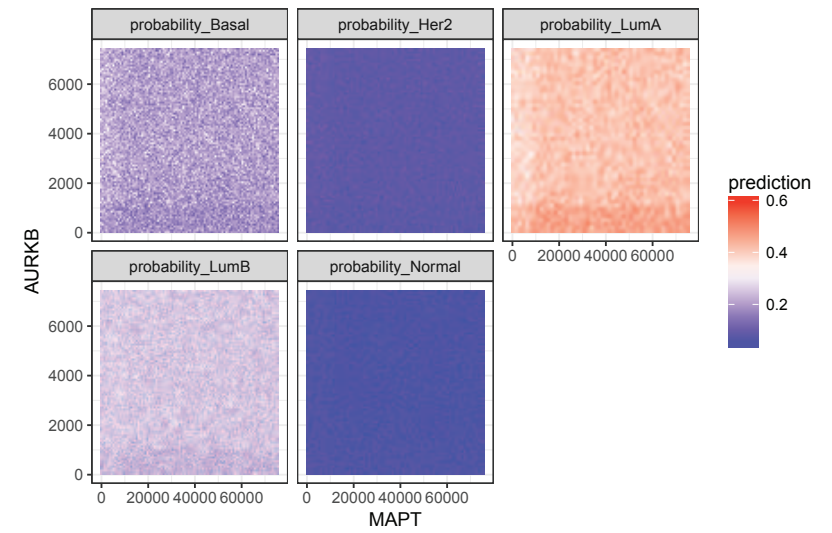 probability_Basal probability_Her2 probability_LumA
6000
4000
2000
0
0 20000 40000 60000
prediction
0.6
0.4
0.2
AURKB
probability_LumB probability_Normal
6000
4000
2000
0
0 20000 40000 60000 0 20000 40000 60000
MAPT